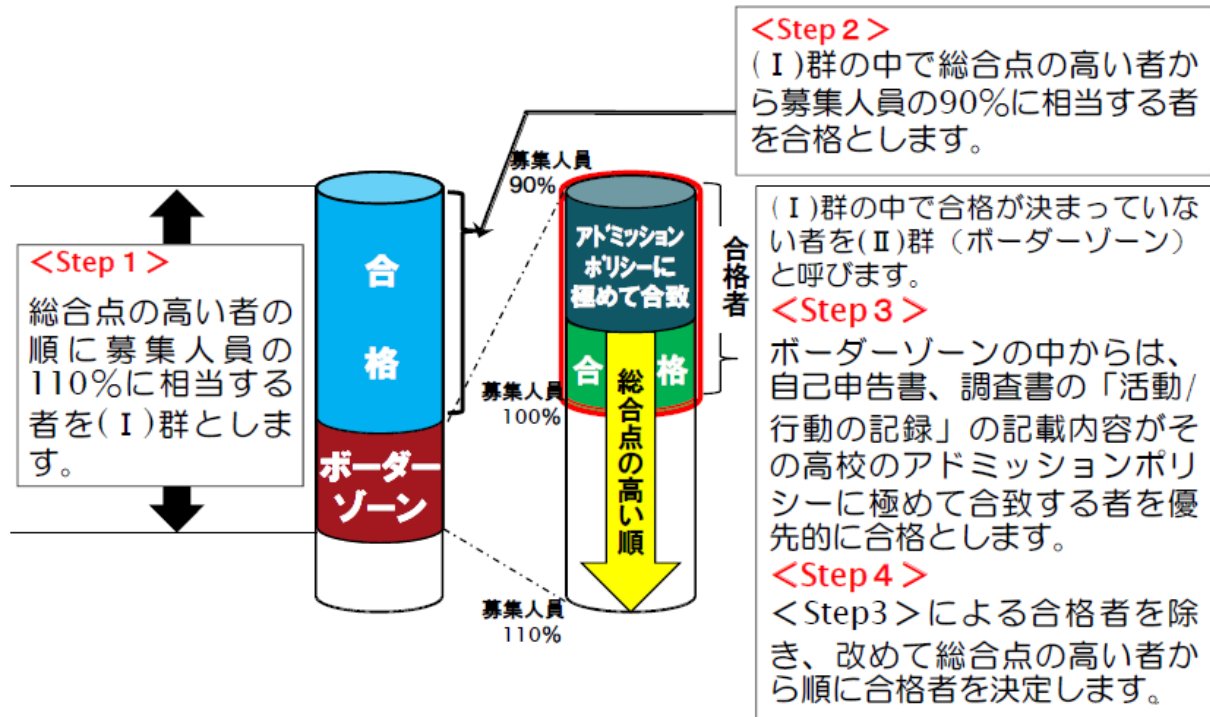 <Step 1>
総合点の高い者の
順に募集人員の
110%に相当する
者を(Ⅰ)群としま
す。
合
格
ボーダー
ゾーン
<Step 2>
(Ⅰ)群の中で総合点の高い者か
ら募集人員の90%に相当する者
を合格とします。
募集人員
90%
アドミッション
ポリシーに
極めて合致
合 格
総合点の高い順
合格者
募集人員
100%
募集人員
110%
(Ⅰ)群の中で合格が決まっていな
い者を(Ⅱ)群（ボーダーゾーン）
と呼びます。
<Step 3>
ボーダーゾーンの中からは、
自己申告書、調査書の「活動/
行動の記録」の記載内容がそ
の高校のアドミッションポリ
シーに極めて合致する者を優
先的に合格とします。
<Step 4>
<Step3>による合格者を除
き、改めて総合点の高い者か
ら順に合格者を決定します。